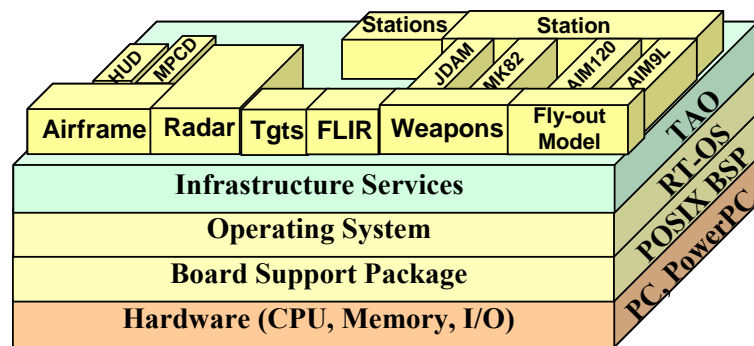 Stations
Station
HUD
MPCD
JDAM
MK82
AIM120
AIM9L
Airframe
Radar
Tgts
FLIR
Weapons
Fly-out
Model
TAO
Infrastructure Services
RT-OS
Operating System
POSIX BSP
Board Support Package
PC, PowerPC
Hardware (CPU, Memory, I/O)